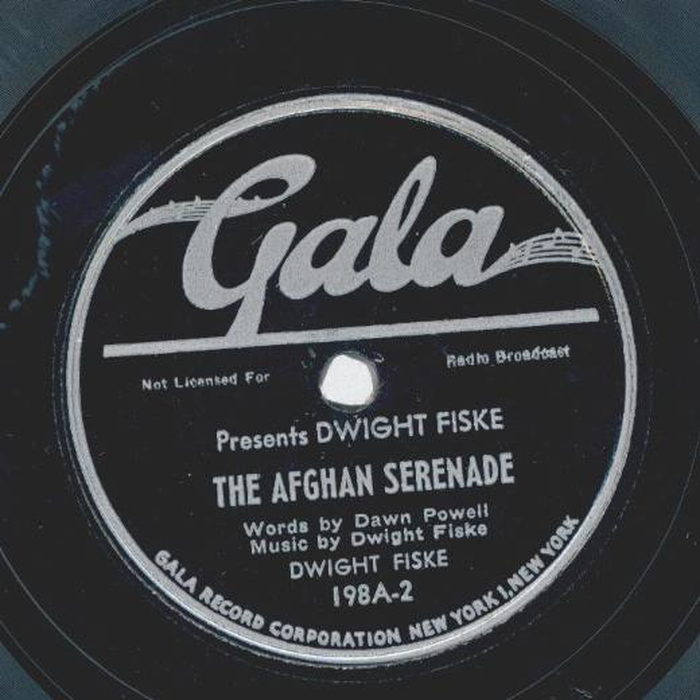 Gala
Not Licensed For Radio Broadcast
Presents DWIGHT FISKE
THE AFGHAN SERENADE
Words by Dawn Powell
Music by Dwight Fiske
DWIGHT FISKE
198A-2
GALA RECORD CORPORATION NEW YORK 1, NEW YORK